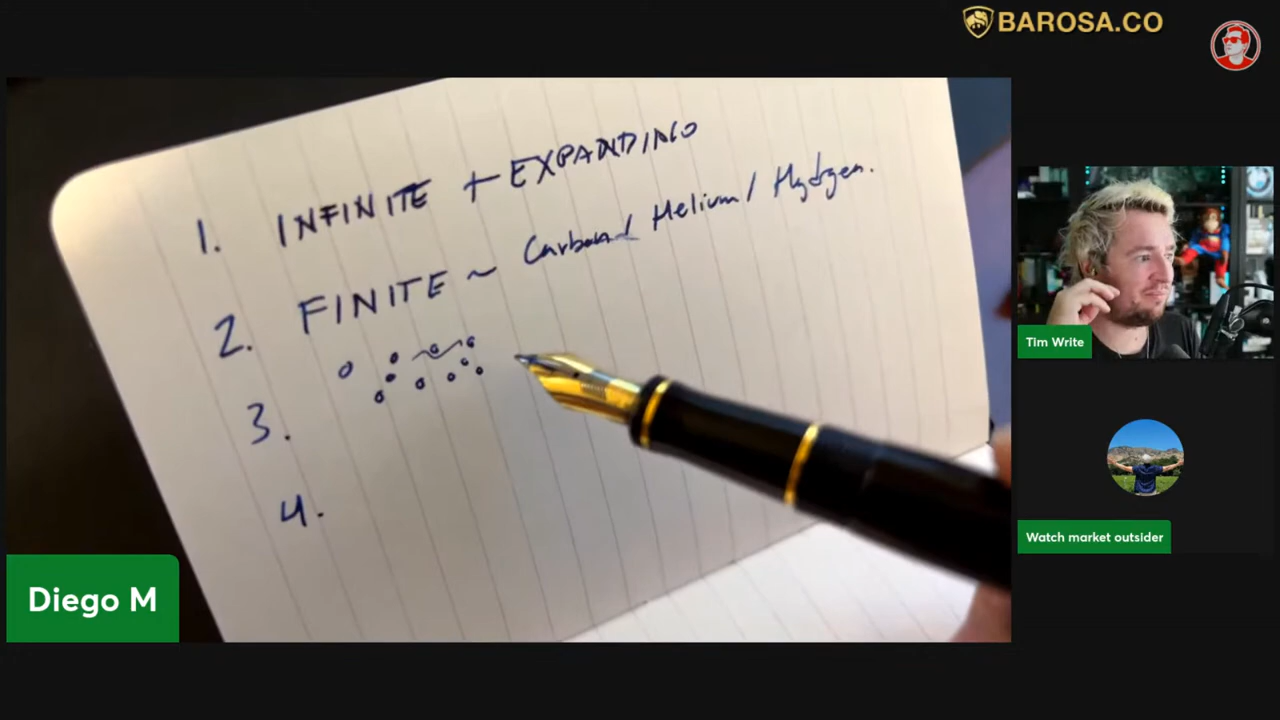 BAROSA.CO
1. INFINITE + EXPANDING
2. FINITE ~ Carbon / Helium / Hydrogen.
3.
4.
Diego M
Tim Write
Watch market outsider